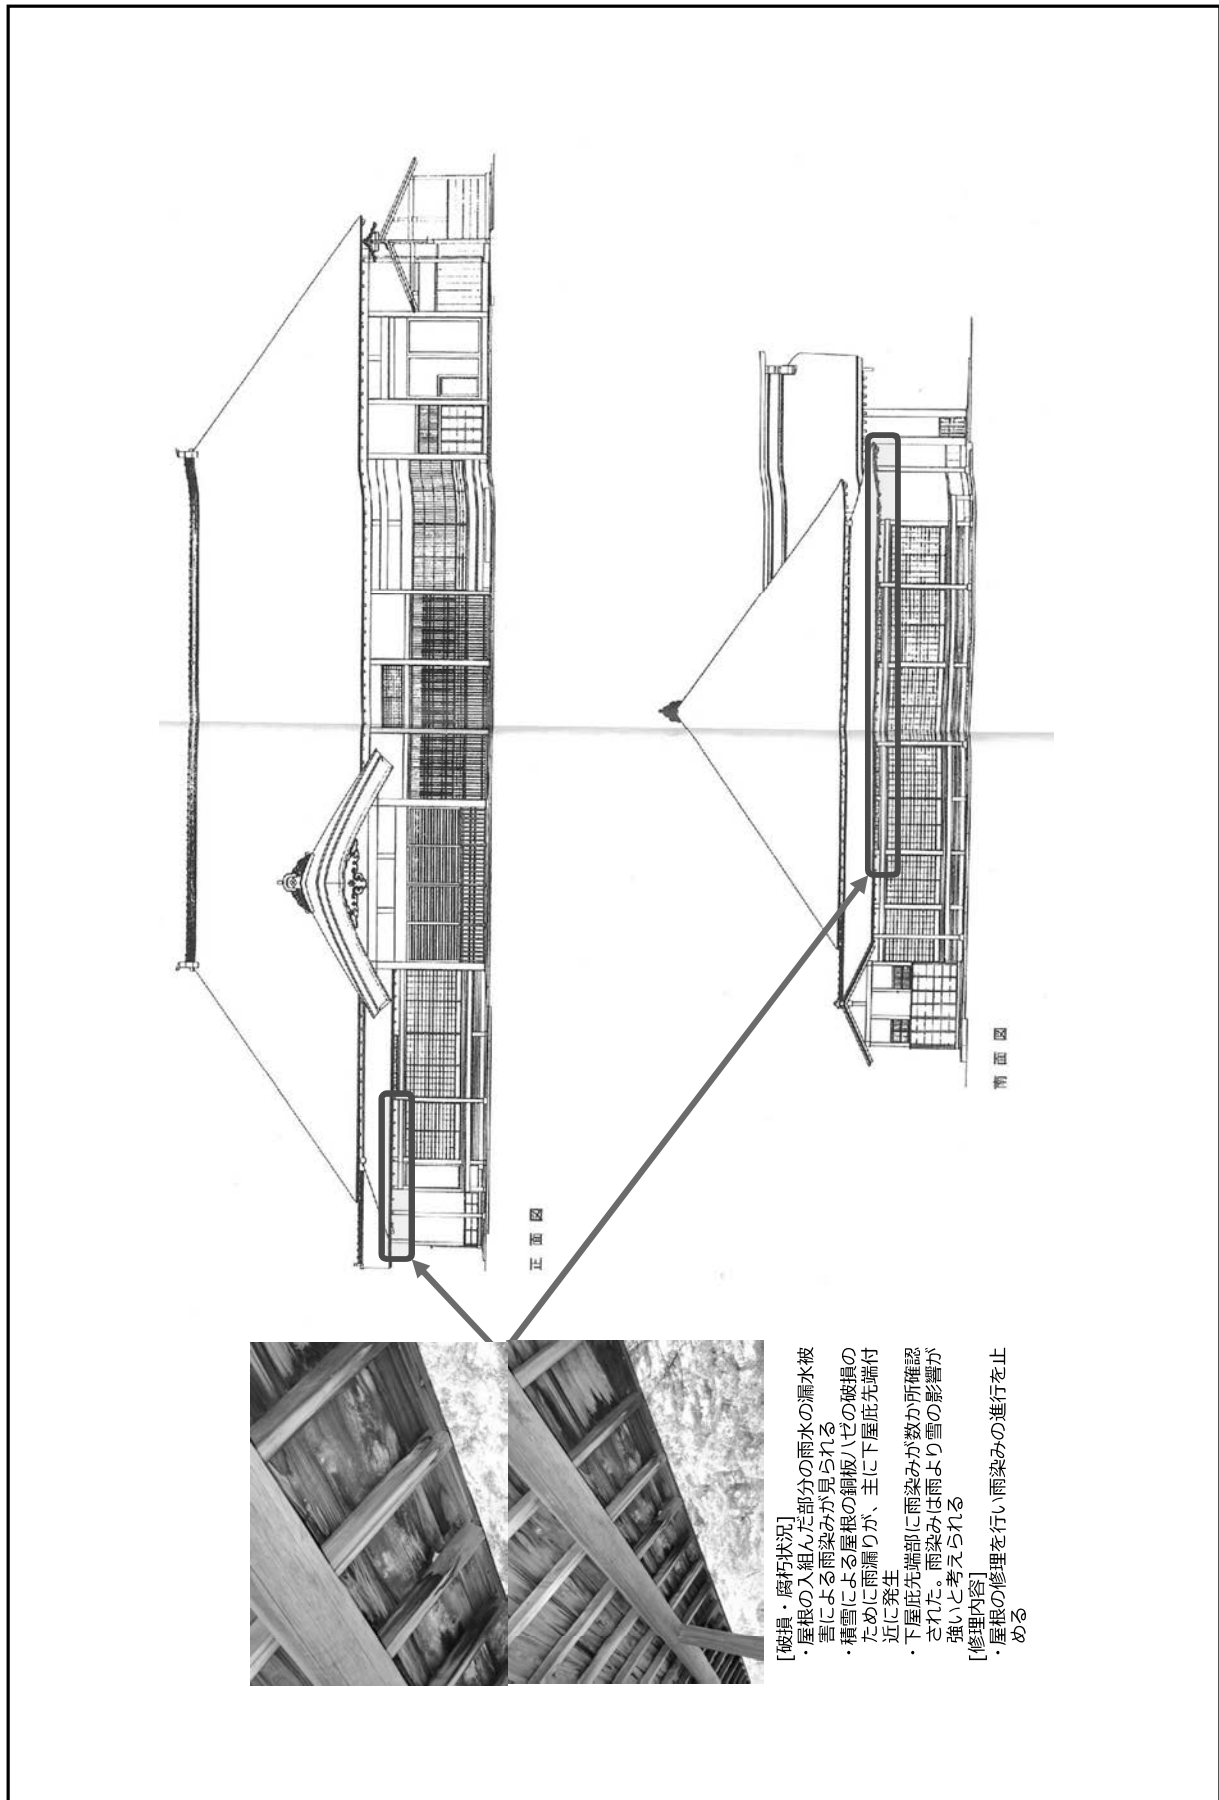 正面図
南面図
[破損・腐朽状況]
・屋根の入組んだ部分の雨水の漏水被
害による雨染みが見られる
・積雪による屋根の銅板ハゼの破損の
ために雨漏りが、主に下屋庇先端付
近に発生
・下屋庇先端部に雨染みが数か所確認
された。雨染みは雨より雪の影響が
強いと考えられる
[修理内容]
・屋根の修理を行い雨染みの進行を止
める